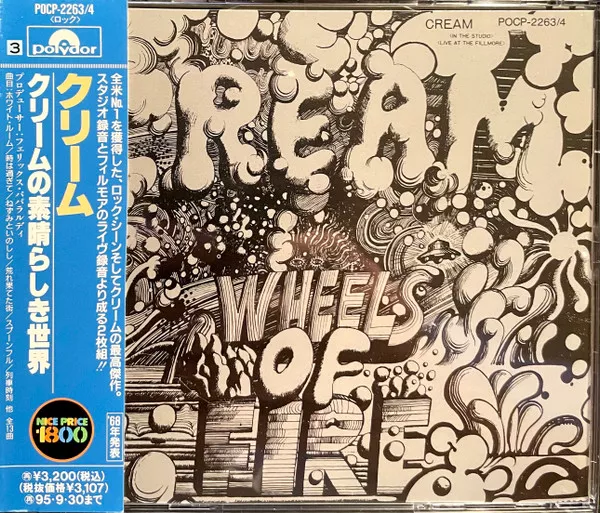 POCP-2263/4
〈ロック〉
3
polydor
クリーム
クリームの素晴らしき世界
プロデューサー:フェリックス・パパラルディ
曲目:ホワイト・ルーム/時は過ぎて/ねずみといのしし/荒れ果てた街/スプーンフル/列車時刻 他 全13曲
全米No.1を獲得した、ロック・シーンそしてクリームの最高傑作。
スタジオ録音とフィルモアのライヴ録音より成る2枚組!!
'68年発表
NICE PRICE
1800
㋲¥3,200(税込)
(税抜価格¥3,107)
㋲95・9・30まで
CREAM
POCP-2263/4
(IN THE STUDIO)
(LIVE AT THE FILLMORE)
REAM
WHEELS
OF
FIRE